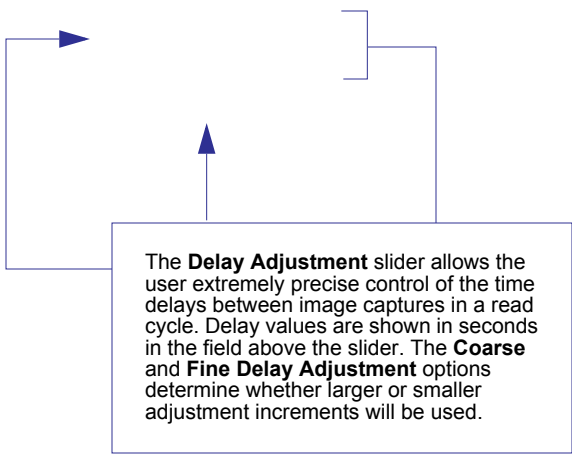 The Delay Adjustment slider allows the
user extremely precise control of the time
delays between image captures in a read
cycle. Delay values are shown in seconds
in the field above the slider. The Coarse
and Fine Delay Adjustment options
determine whether larger or smaller
adjustment increments will be used.